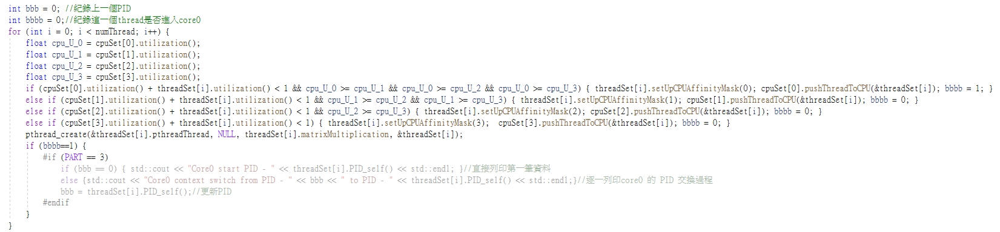 int bbb = 0; //紀錄上一個PID
int bbbb = 0;//紀錄這一個thread是否進入core0
for (int i = 0; i < numThread; i++) {
float cpu_U_0 = cpuSet[0].utilization();
float cpu_U_1 = cpuSet[1].utilization();
float cpu_U_2 = cpuSet[2].utilization();
float cpu_U_3 = cpuSet[3].utilization();
if (cpuSet[0].utilization() + threadSet[i].utilization() < 1 && cpu_U_0 >= cpu_U_1 && cpu_U_0 >= cpu_U_2 && cpu_U_0 >= cpu_U_3) { threadSet[i].setUpCPUAffinityMask(0); cpuSet[0].pushThreadToCPU(&threadSet[i]); bbbb = 1; }
else if (cpuSet[1].utilization() + threadSet[i].utilization() < 1 && cpu_U_1 >= cpu_U_2 && cpu_U_1 >= cpu_U_3) { threadSet[i].setUpCPUAffinityMask(1); cpuSet[1].pushThreadToCPU(&threadSet[i]); bbbb = 0; }
else if (cpuSet[2].utilization() + threadSet[i].utilization() < 1 && cpu_U_2 >= cpu_U_3) { threadSet[i].setUpCPUAffinityMask(2); cpuSet[2].pushThreadToCPU(&threadSet[i]); bbbb = 0; }
else if (cpuSet[3].utilization() + threadSet[i].utilization() < 1) { threadSet[i].setUpCPUAffinityMask(3);  cpuSet[3].pushThreadToCPU(&threadSet[i]); bbbb = 0; }
pthread_create(&threadSet[i].pthreadThread, NULL, threadSet[i].matrixMultiplication, &threadSet[i]);
if (bbbb==1) {
#if (PART == 3)
if (bbb == 0) { std::cout << "Core0 start PID - " << threadSet[i].PID_self() << std::endl; }//直接列印第一筆資料
else {std::cout << "Core0 context switch from PID - " << bbb << " to PID - " << threadSet[i].PID_self() << std::endl;}//逐一列印core0 的 PID 交換過程
bbb = threadSet[i].PID_self();//更新PID
#endif
}
}